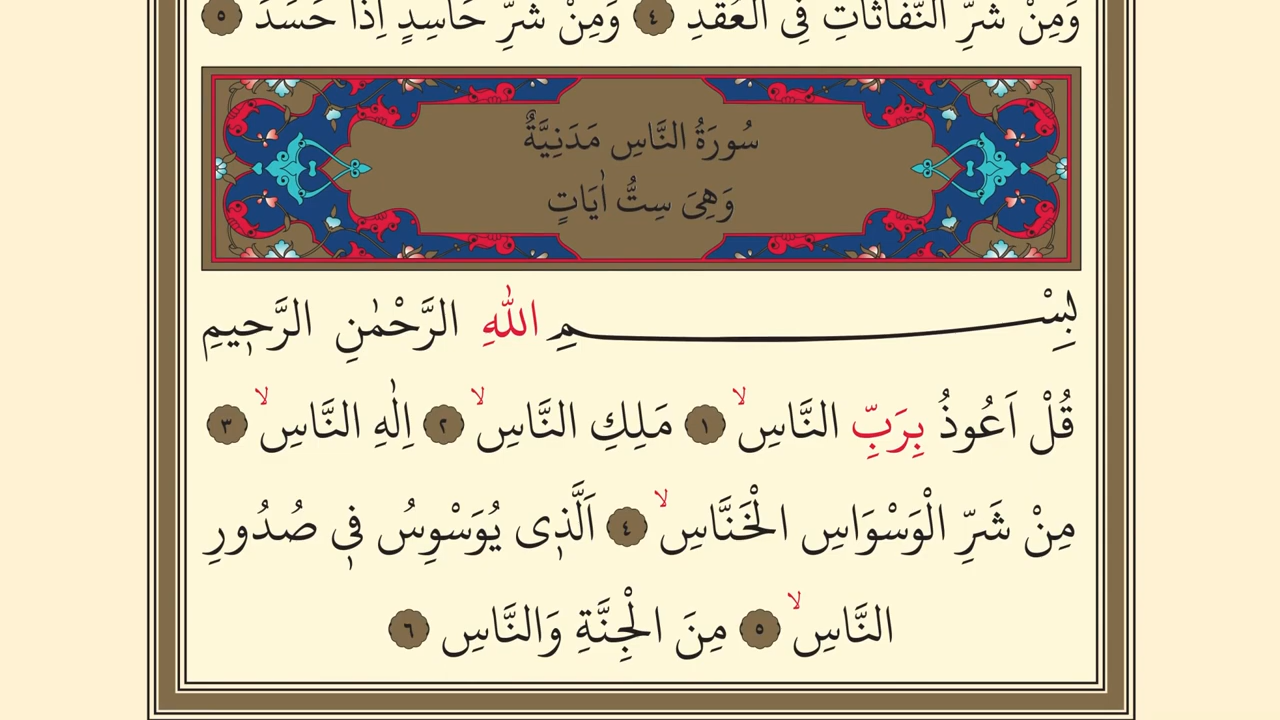 وَمِنْ شَرِّ النَّفَّاثَاتِ فِى الْعُقَدِ ٤ وَمِنْ شَرِّ حَاسِدٍ اِذَا حَسَدَ ٥
سُورَةُ النَّاسِ مَدَنِيَّةٌ
وَهِىَ سِتُّ اٰيَاتٍ
بِسْمِ اللّٰهِ الرَّحْمٰنِ الرَّحٖيمِ
قُلْ اَعُوذُ بِرَبِّ النَّاسِۙ ١ مَلِكِ النَّاسِۙ ٢ اِلٰهِ النَّاسِۙ ٣
مِنْ شَرِّ الْوَسْوَاسِ الْخَنَّاسِۙ ٤ اَلَّذٖى يُوَسْوِسُ فٖى صُدُورِ
النَّاسِۙ ٥ مِنَ الْجِنَّةِ وَالنَّاسِ ٦